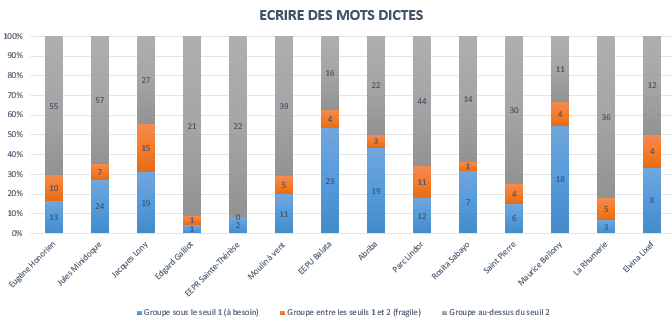 ECRIRE DES MOTS DICTES
100%
90%
80%
70%
60%
50%
40%
30%
20%
10%
0%
55 57 27 21 22 39 16 22 44 14 30 11 36 12
10 7 15 1 0 5 4 3 11 1 4 4 5 4
13 24 19 1 2 11 23 19 12 7 6 18 3 8
Eugène Honorien
Jules Minidoque
Jacques Lony
Edgard Galliot
EEPR Sainte-Thérèse
Moulin à vent
EEPU Balata
Abriba
Parc Lindor
Rosita Sabayo
Saint Pierre
Maurice Bellony
La Rhumerie
Elvina Lixef
Groupe sous le seuil 1 (à besoin) Groupe entre les seuils 1 et 2 (fragile) Groupe au-dessus du seuil 2